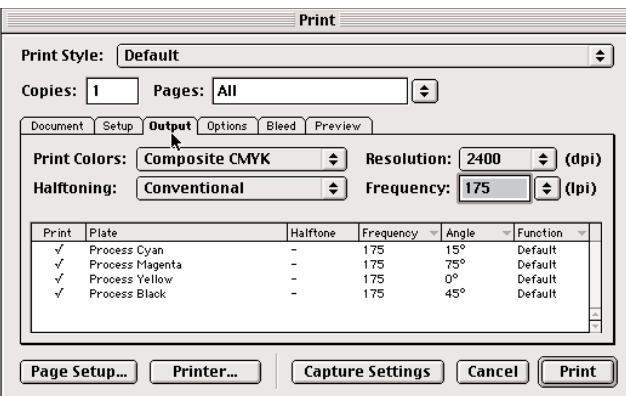 Print
Print Style: Default
Copies: 1 Pages: All
Document Setup Output Options Bleed Preview
Print Colors: Composite CMYK Resolution: 2400 (dpi)
Halftoning: Conventional Frequency: 175 (lpi)
Print Plate Halftone Frequency Angle Function
✓ Process Cyan – 175 15° Default
✓ Process Magenta – 175 75° Default
✓ Process Yellow – 175 0° Default
✓ Process Black – 175 45° Default
Page Setup... Printer... Capture Settings Cancel Print